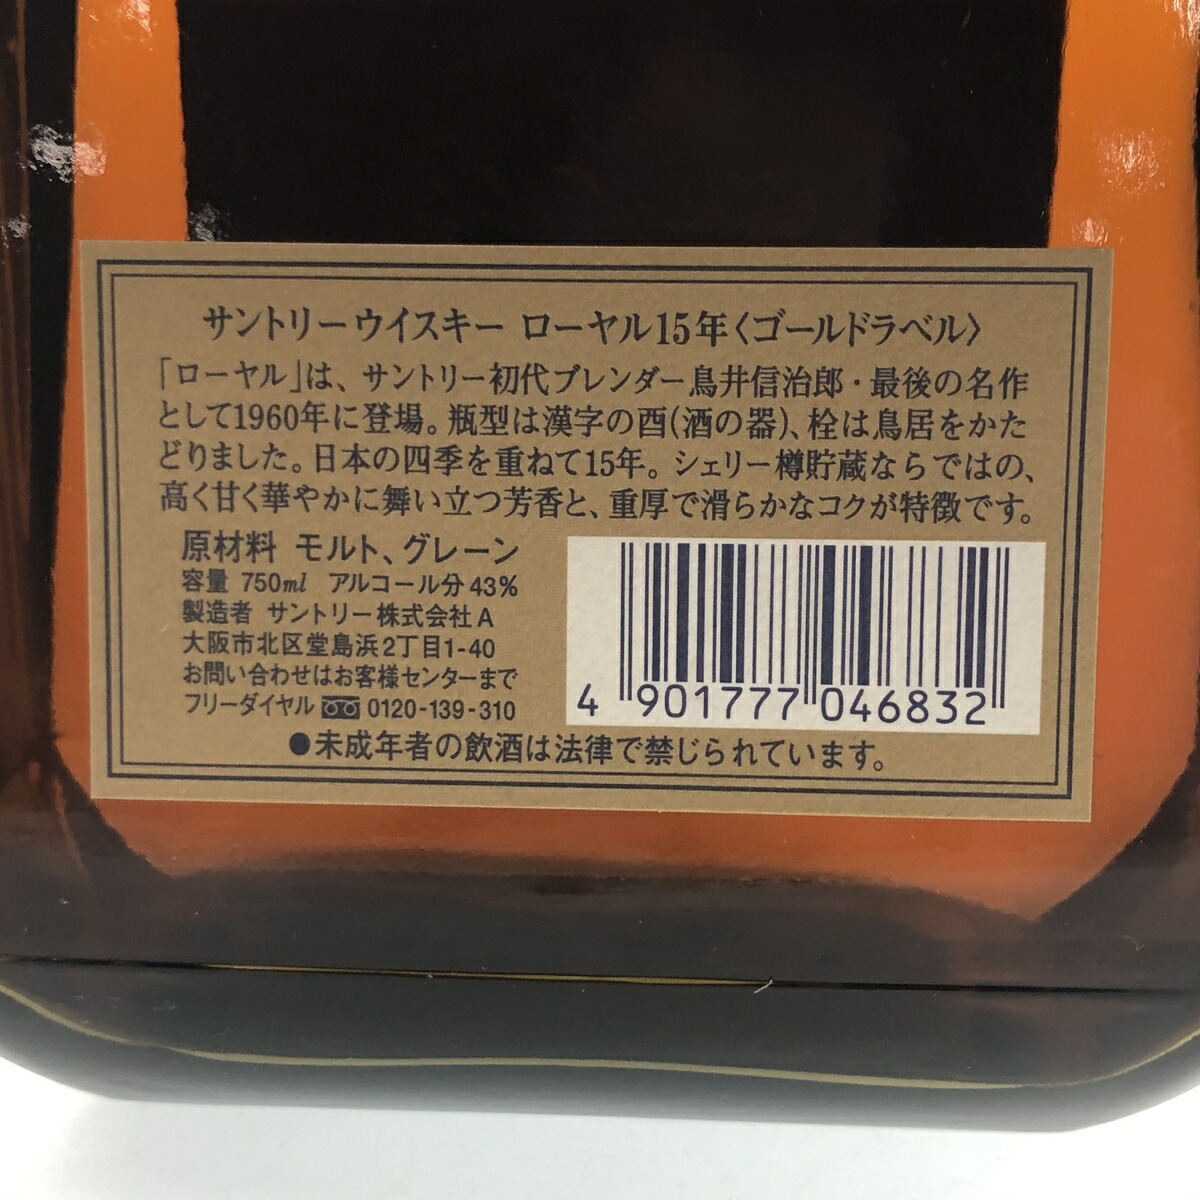 サントリーウイスキー ローヤル15年〈ゴールドラベル〉
「ローヤル」は、サントリー初代ブレンダー鳥井信治郎・最後の名作
として1960年に登場。瓶型は漢字の酉(酒の器)、栓は鳥居をかた
どりました。日本の四季を重ねて15年。シェリー樽貯蔵ならではの、
高く甘く華やかに舞い立つ芳香と、重厚で滑らかなコクが特徴です。
原材料 モルト、グレーン
容量 750ml アルコール分43%
製造者 サントリー株式会社A
大阪市北区堂島浜2丁目1-40
お問い合わせはお客様センターまで
フリーダイヤル 0120-139-310
4 901777 046832
●未成年者の飲酒は法律で禁じられています。